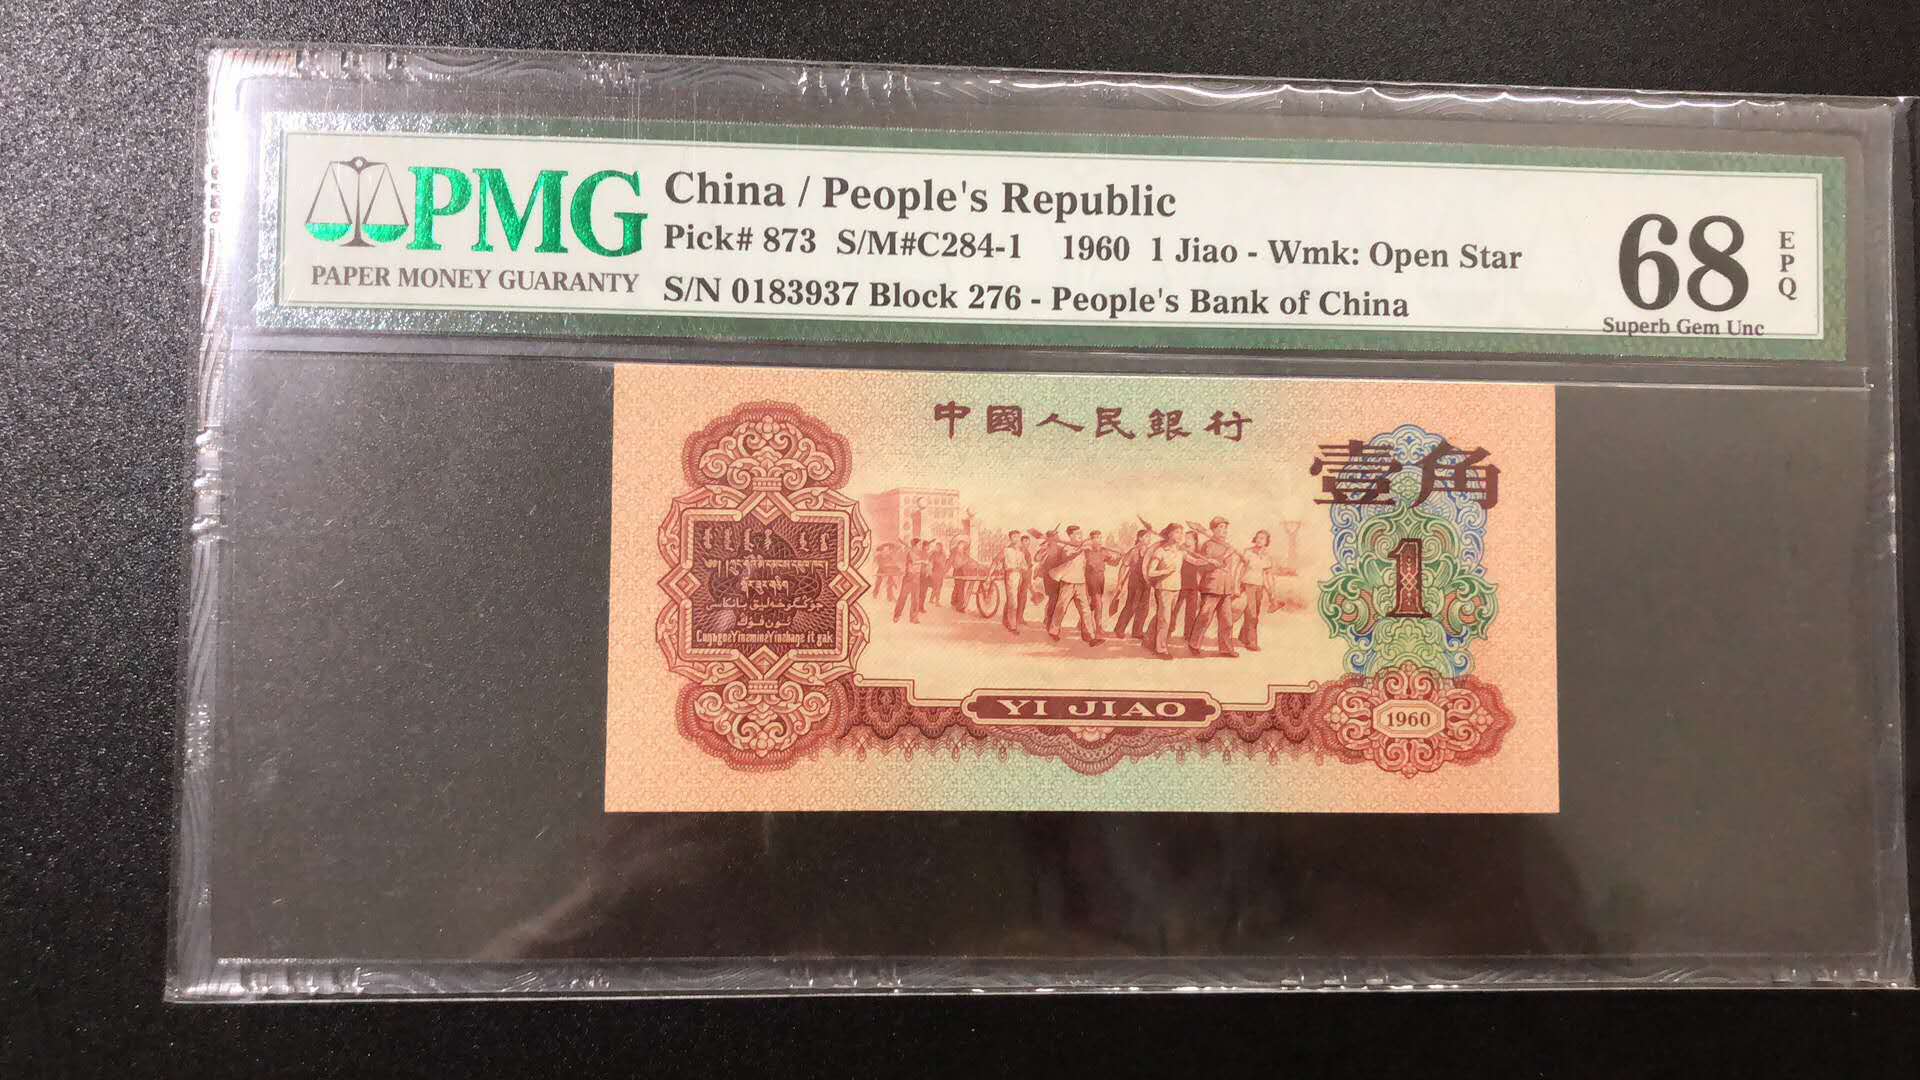 PMG
PAPER MONEY GUARANTY
China / People's Republic
Pick# 873 S/M#C284-1 1960 1 Jiao - Wmk: Open Star
S/N 0183937 Block 276 - People's Bank of China
68
EPQ
Superb Gem Unc
中國人民銀行
壹角
1
YI JIAO
1960